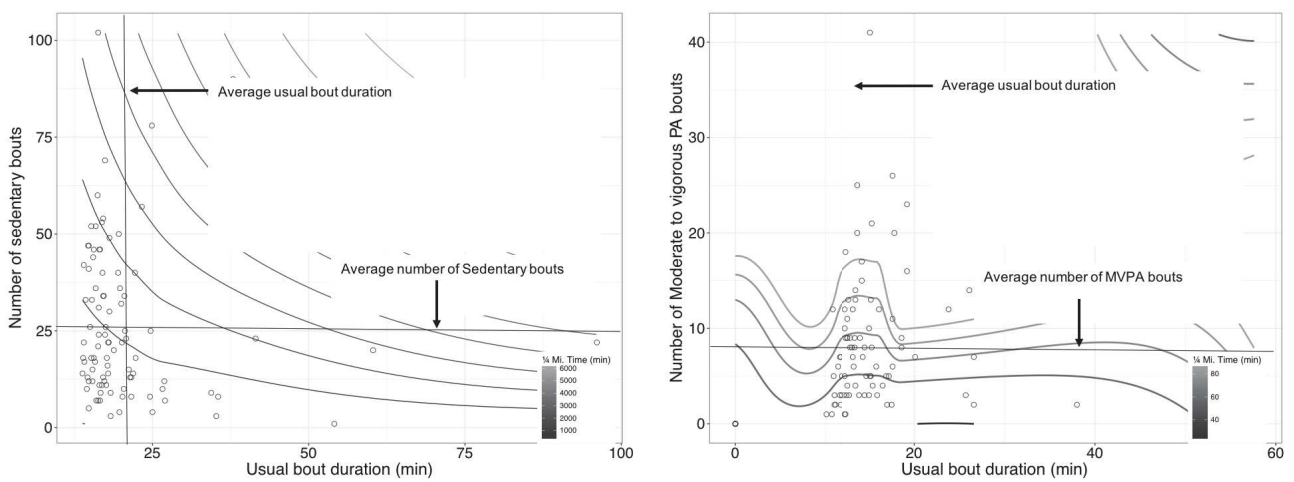 Number of sedentary bouts
100
75
50
25
0
25
50
75
100
Usual bout duration (min)
Average usual bout duration
Average number of Sedentary bouts
¼ Mi. Time (min)
6000
5000
4000
3000
2000
1000
Number of Moderate to vigorous PA bouts
40
30
20
10
0
0
20
40
60
Usual bout duration (min)
Average usual bout duration
Average number of MVPA bouts
¼ Mi. Time (min)
80
60
40